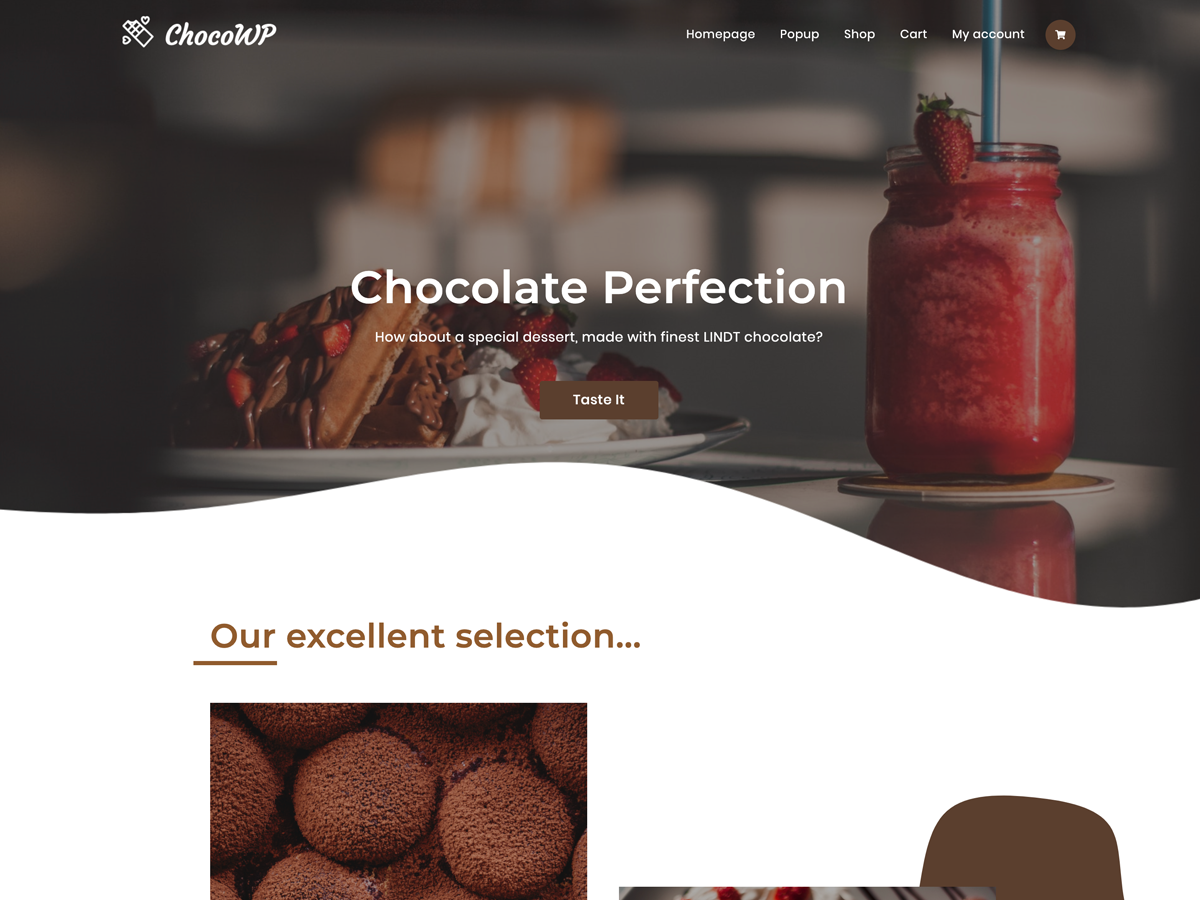 ChocoWP
Homepage Popup Shop Cart My account
Chocolate Perfection
How about a special dessert, made with finest LINDT chocolate?
Taste It
Our excellent selection...